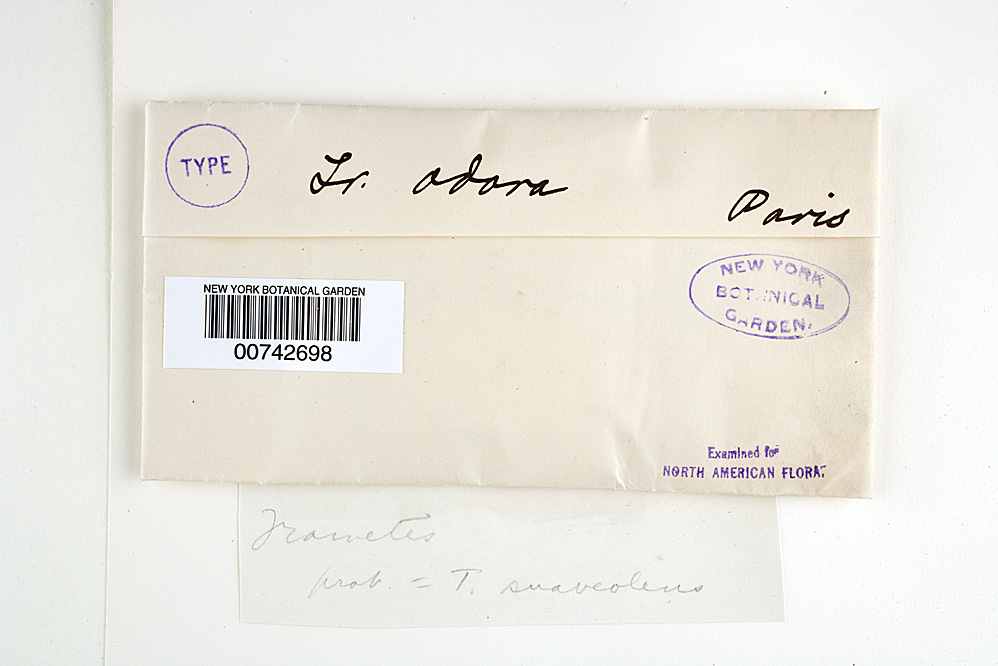 TYPE
Tr. odora
Paris
NEW YORK BOTANICAL GARDEN
00742698
NEW YORK
BOTANICAL
GARDEN.
Examined for
NORTH AMERICAN FLORA.
Trametes
prob. = T. suaveolens